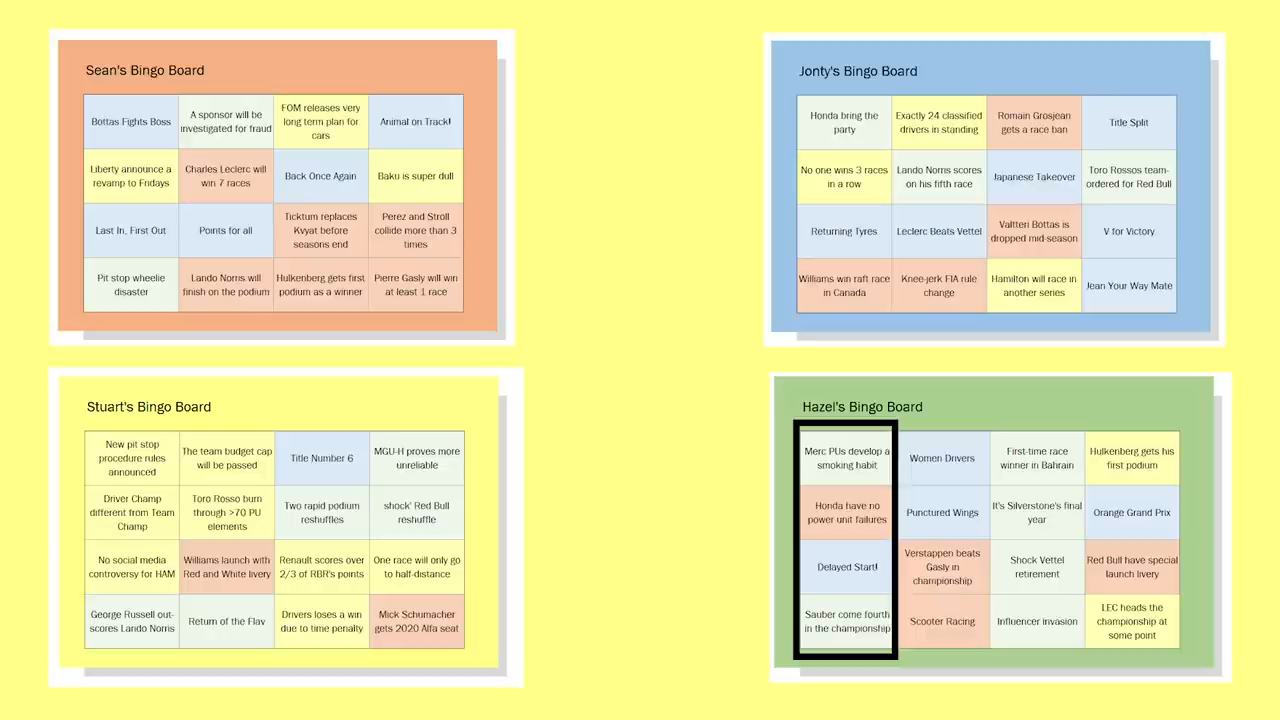 Sean's Bingo Board
Bottas Fights Boss
A sponsor will be
investigated for fraud
FOM releases very
long term plan for
cars
Animal on Track!
Liberty announce a
revamp to Fridays
Charles Leclerc will
win 7 races
Back Once Again
Baku is super dull
Last In, First Out
Points for all
Ticktum replaces
Kvyat before
seasons end
Perez and Stroll
collide more than 3
times
Pit stop wheelie
disaster
Lando Norris will
finish on the podium
Hulkenberg gets first
podium as a winner
Pierre Gasly will win
at least 1 race
Jonty's Bingo Board
Honda bring the
party
Exactly 24 classified
drivers in standing
Romain Grosjean
gets a race ban
Title Split
No one wins 3 races
in a row
Lando Norris scores
on his fifth race
Japanese Takeover
Toro Rossos team-
ordered for Red Bull
Returning Tyres
Leclerc Beats Vettel
Valtteri Bottas is
dropped mid-season
V for Victory
Williams win raft race
in Canada
Knee-jerk FIA rule
change
Hamilton will race in
another series
Jean Your Way Mate
Stuart's Bingo Board
New pit stop
procedure rules
announced
The team budget cap
will be passed
Title Number 6
MGU-H proves more
unreliable
Driver Champ
different from Team
Champ
Toro Rosso burn
through >70 PU
elements
Two rapid podium
reshuffles
shock' Red Bull
reshuffle
No social media
controversy for HAM
Williams launch with
Red and White livery
Renault scores over
2/3 of RBR's points
One race will only go
to half-distance
George Russell out-
scores Lando Norris
Return of the Flav
Drivers loses a win
due to time penalty
Mick Schumacher
gets 2020 Alfa seat
Hazel's Bingo Board
Merc PUs develop a
smoking habit
Women Drivers
First-time race
winner in Bahrain
Hulkenberg gets his
first podium
Honda have no
power unit failures
Punctured Wings
It's Silverstone's final
year
Orange Grand Prix
Delayed Start!
Verstappen beats
Gasly in
championship
Shock Vettel
retirement
Red Bull have special
launch livery
Sauber come fourth
in the championship
Scooter Racing
Influencer invasion
LEC heads the
championship at
some point